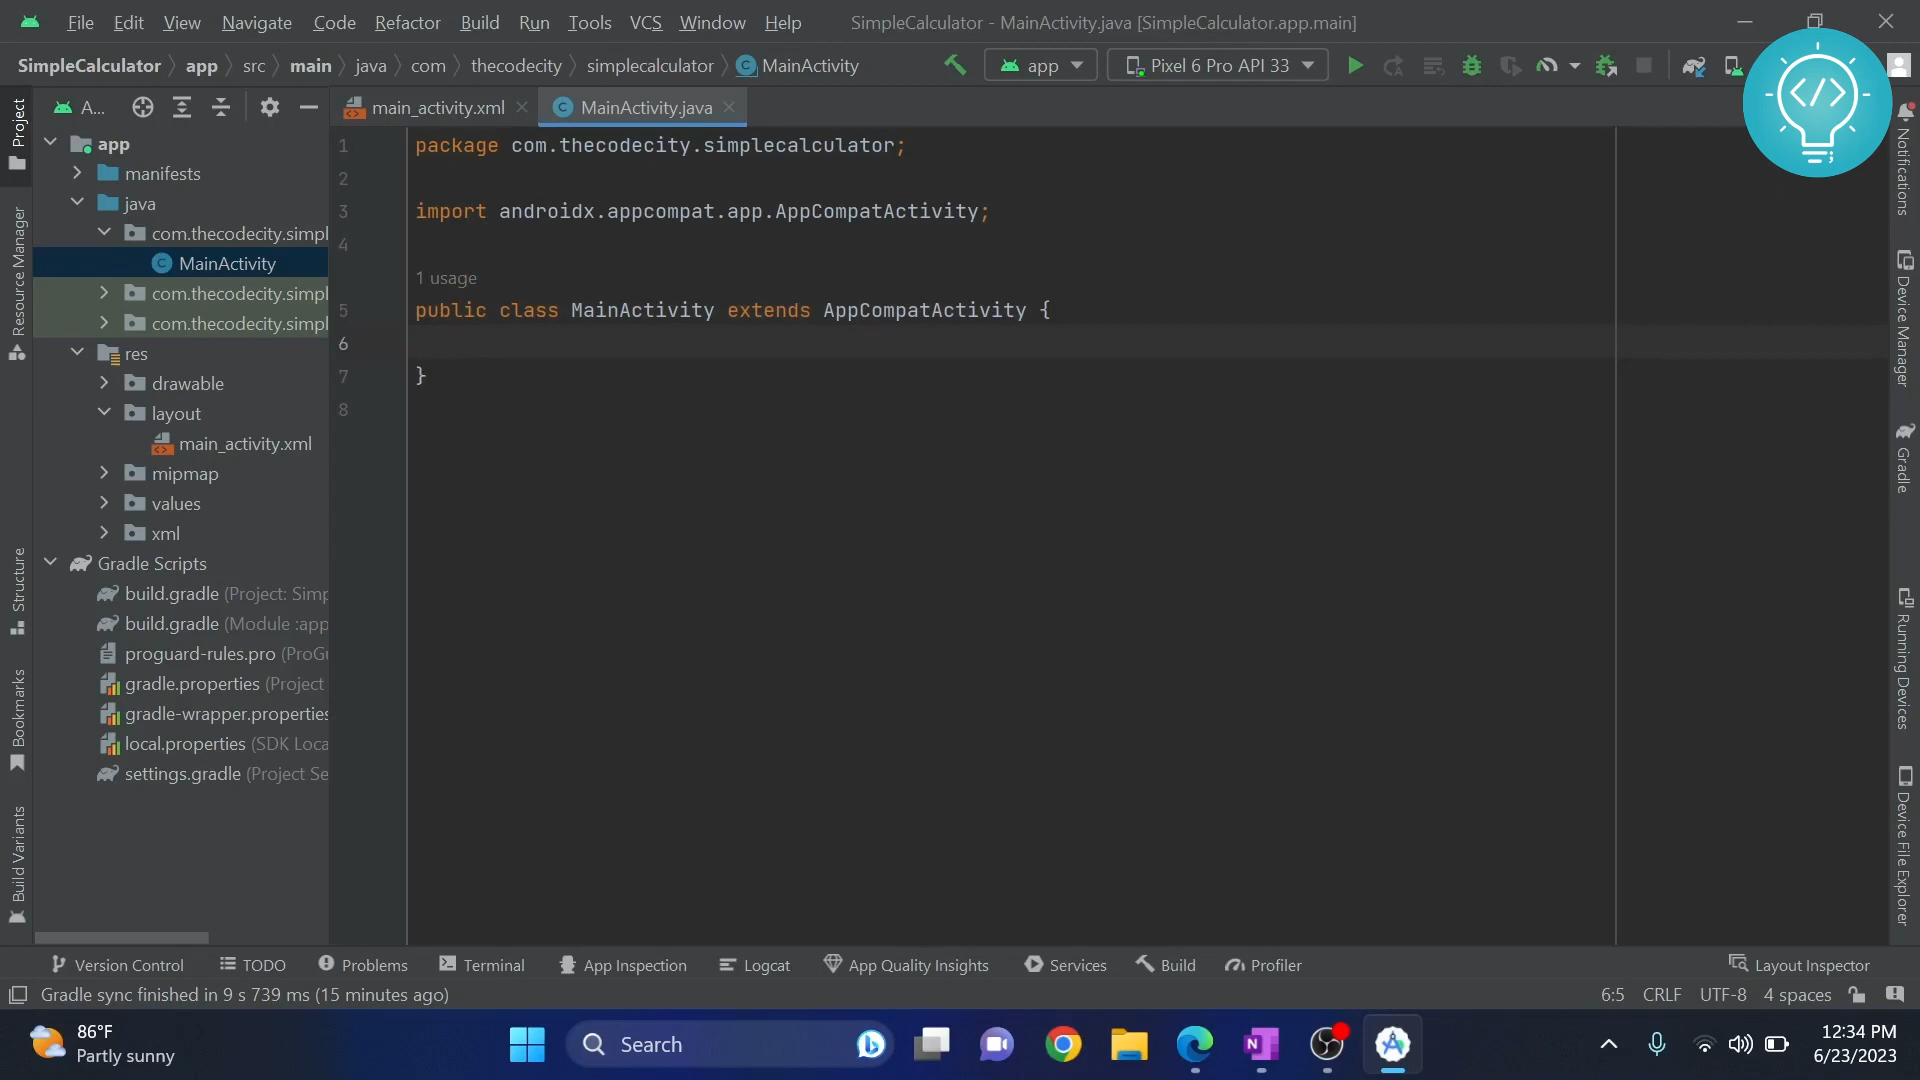 File Edit View Navigate Code Refactor Build Run Tools VCS Window Help SimpleCalculator - MainActivity.java [SimpleCalculator.app.main]
SimpleCalculator app src main java com thecodecity simplecalculator MainActivity app Pixel 6 Pro API 33
A... main_activity.xml MainActivity.java
Project
Resource Manager
Structure
Bookmarks
Build Variants
app
manifests
java
com.thecodecity.simpl
MainActivity
com.thecodecity.simpl
com.thecodecity.simpl
res
drawable
layout
main_activity.xml
mipmap
values
xml
Gradle Scripts
build.gradle (Project: Simp
build.gradle (Module :app
proguard-rules.pro (ProGu
gradle.properties (Project
gradle-wrapper.properties
local.properties (SDK Loca
settings.gradle (Project Se
1 package com.thecodecity.simplecalculator;
2
3 import androidx.appcompat.app.AppCompatActivity;
4
1 usage
5 public class MainActivity extends AppCompatActivity {
6
7 }
8
</>
Notifications
Device Manager
Gradle
Running Devices
Device File Explorer
Version Control TODO Problems Terminal App Inspection Logcat App Quality Insights Services Build Profiler Layout Inspector
Gradle sync finished in 9 s 739 ms (15 minutes ago) 6:5 CRLF UTF-8 4 spaces
86°F
Partly sunny
Search
12:34 PM
6/23/2023